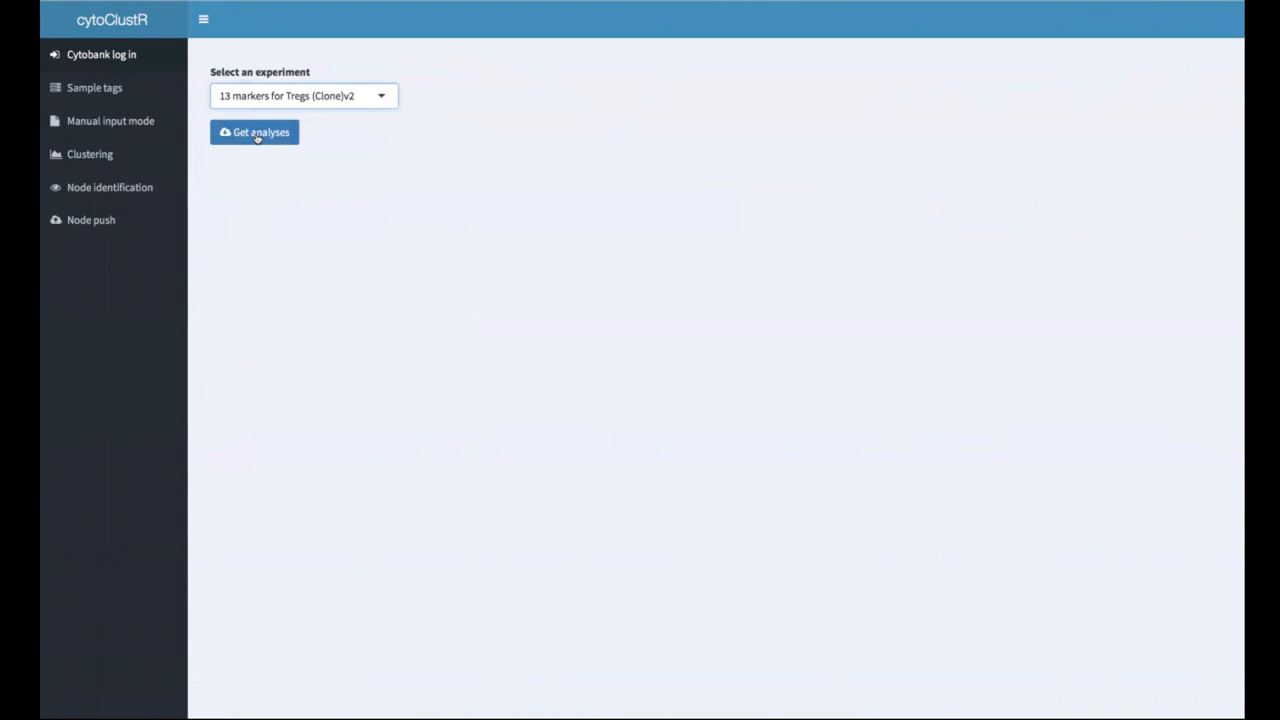 cytoClustR
Cytobank log in
Sample tags
Manual input mode
Clustering
Node identification
Node push
Select an experiment
13 markers for Tregs (Clone)v2
Get analyses